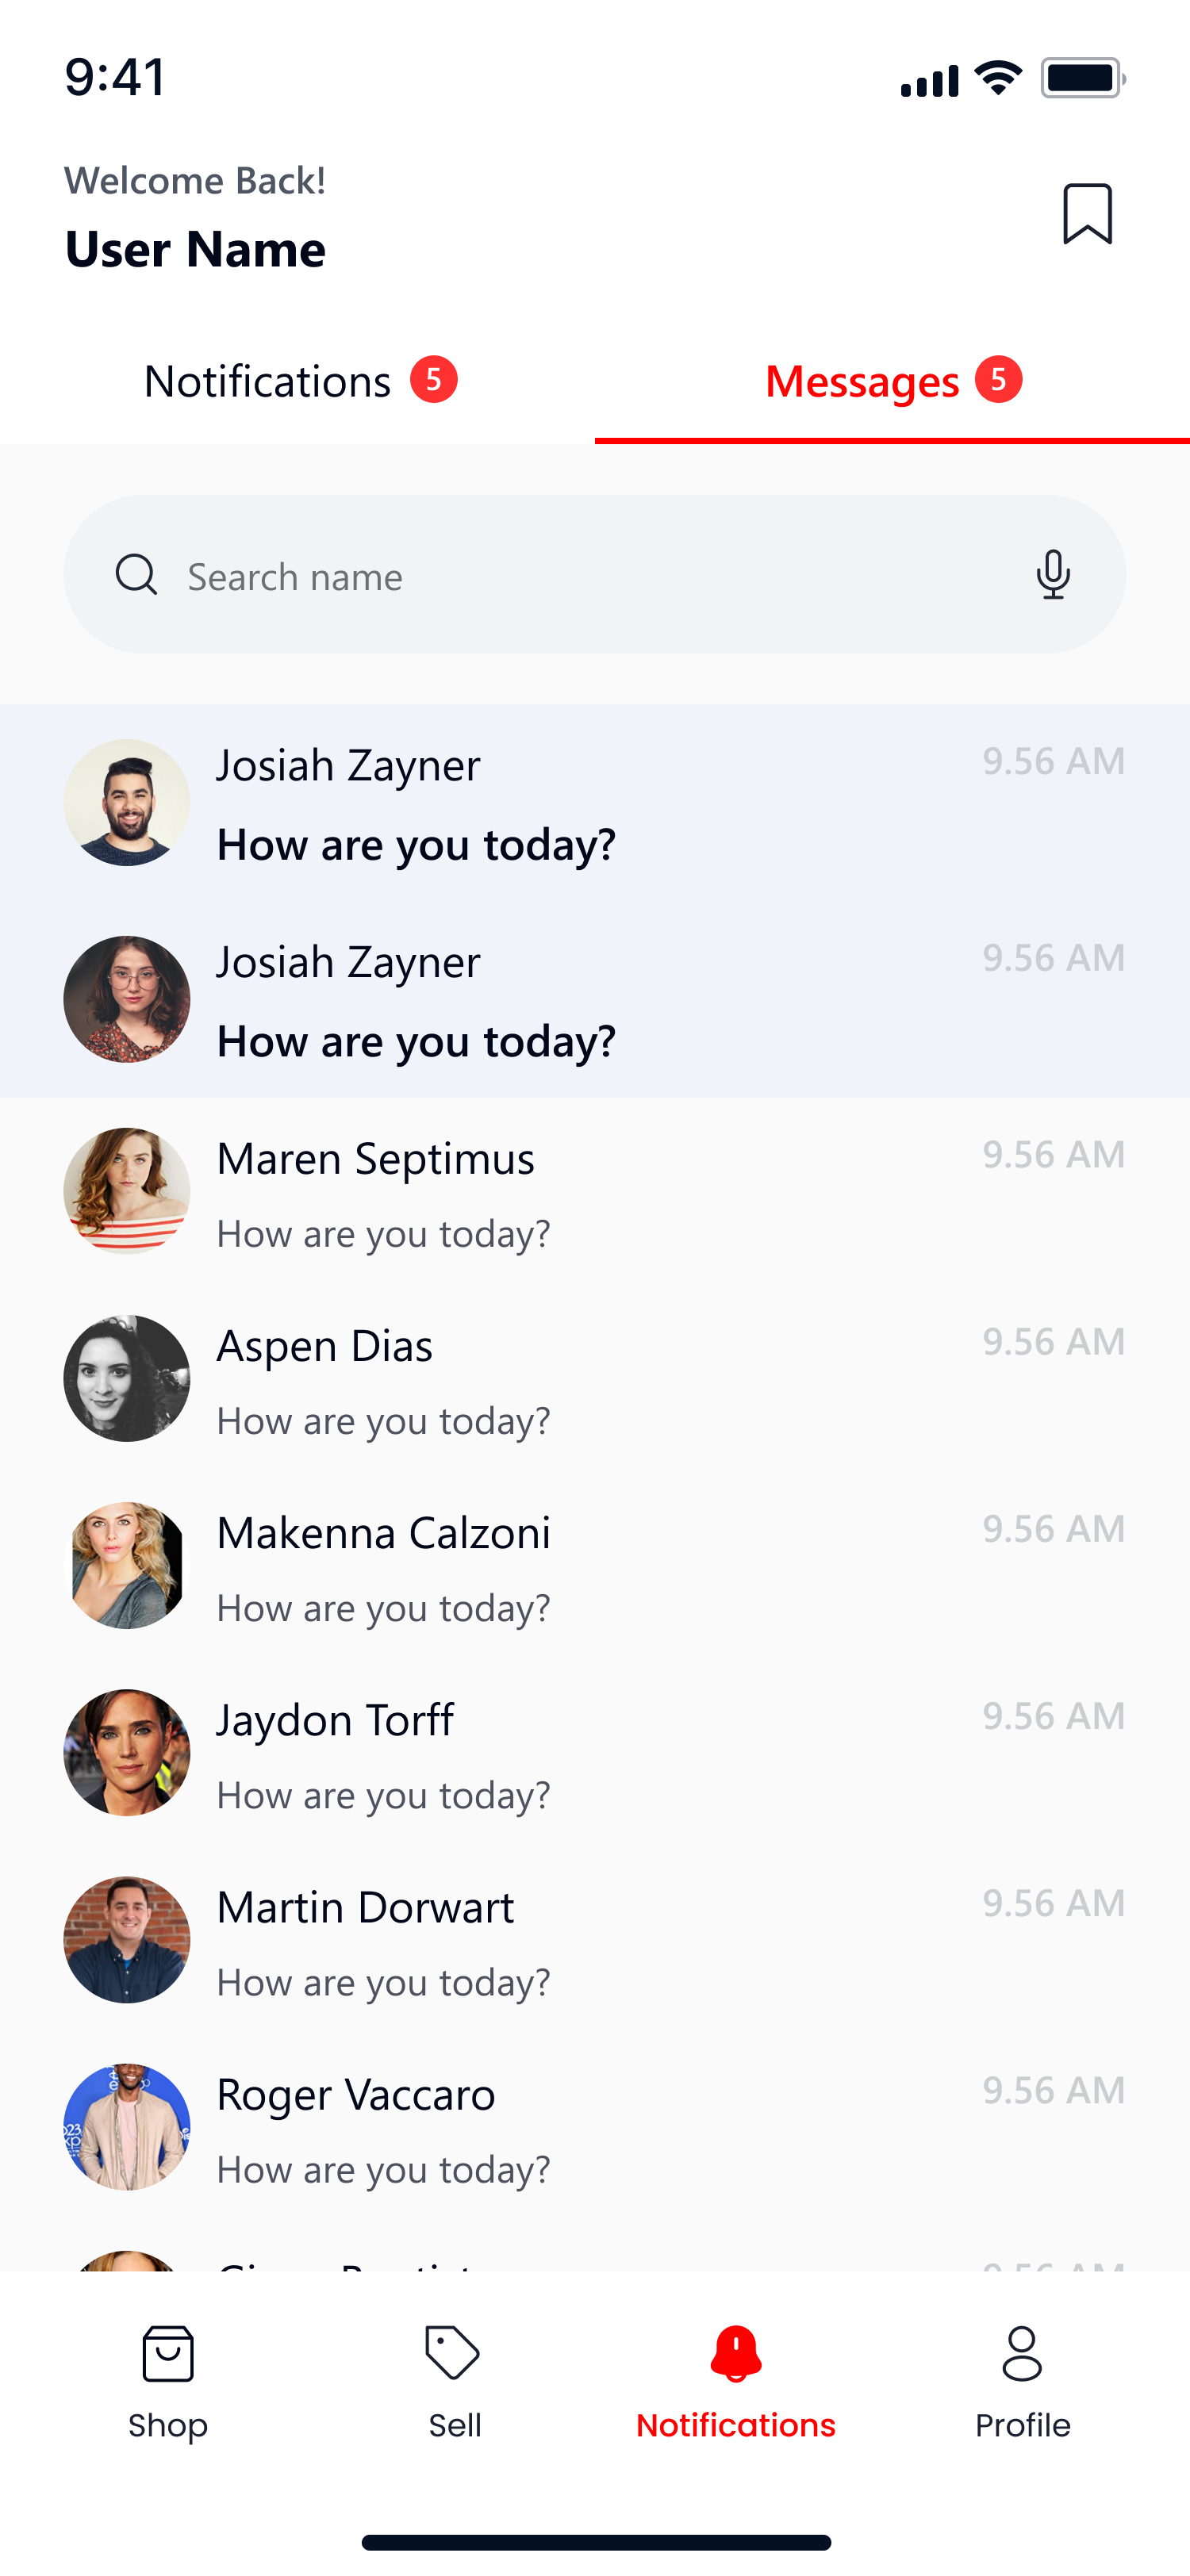 9:41
Welcome Back!
User Name
Notifications 5
Messages 5
Search name
Josiah Zayner 9.56 AM
How are you today?
Josiah Zayner 9.56 AM
How are you today?
Maren Septimus 9.56 AM
How are you today?
Aspen Dias 9.56 AM
How are you today?
Makenna Calzoni 9.56 AM
How are you today?
Jaydon Torff 9.56 AM
How are you today?
Martin Dorwart 9.56 AM
How are you today?
Roger Vaccaro 9.56 AM
How are you today?
Shop
Sell
Notifications
Profile